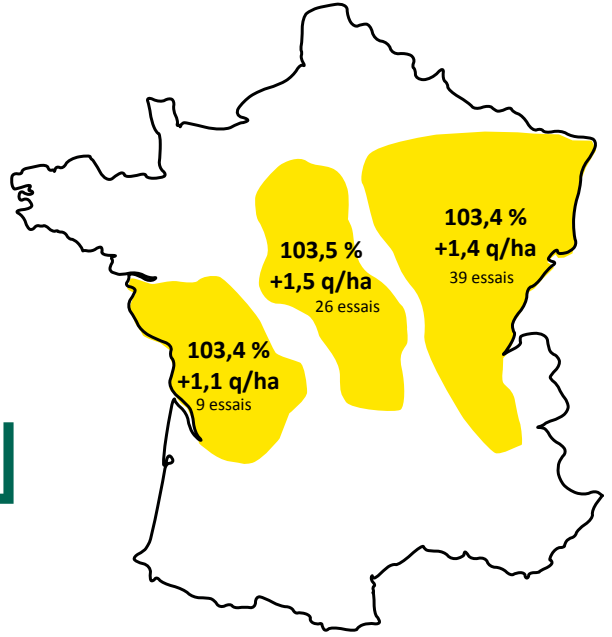 103,4 %
+1,4 q/ha
39 essais
103,5 %
+1,5 q/ha
26 essais
103,4 %
+1,1 q/ha
9 essais